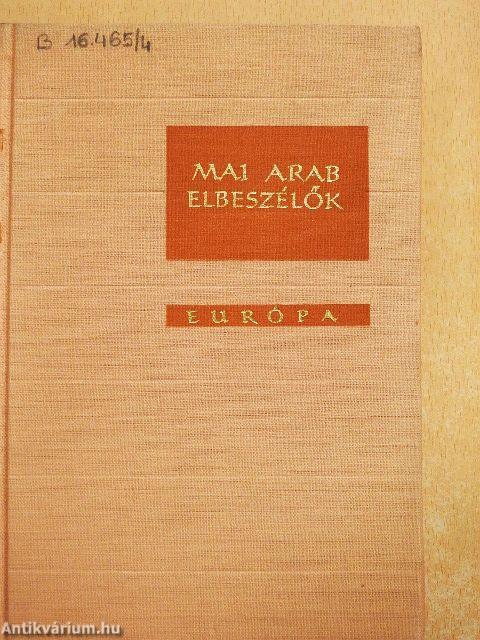 B 16.465/4
MAI ARAB
ELBESZÉLŐK
EURÓPA
Antikvárium.hu